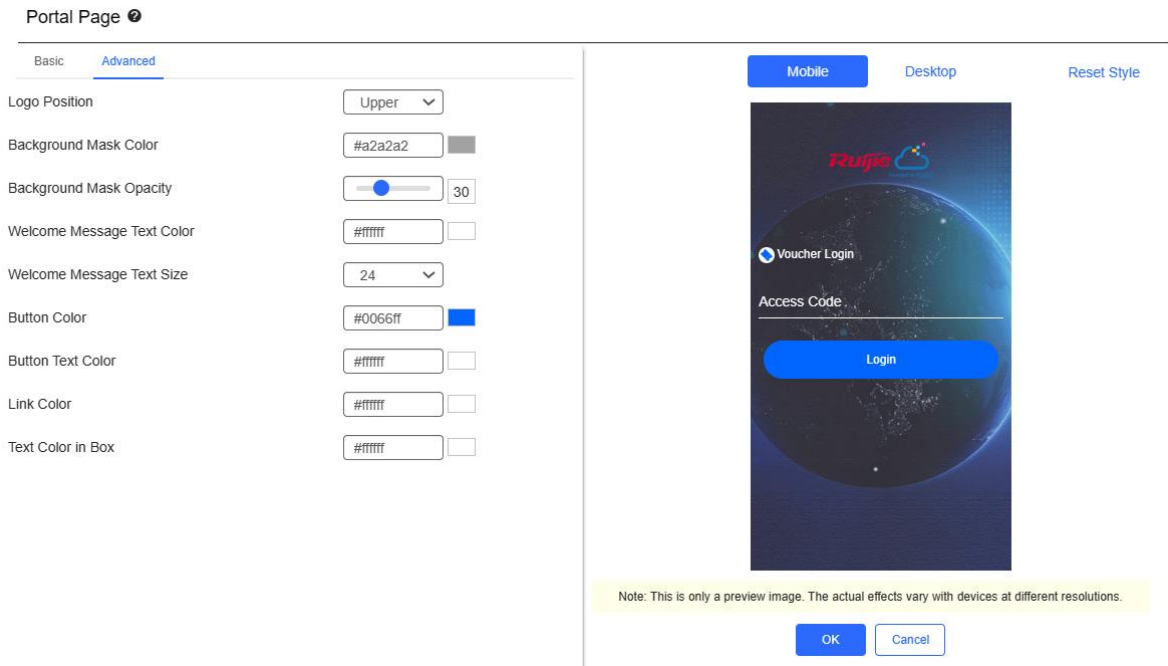 Portal Page ?
Basic Advanced
Logo Position Upper
Background Mask Color #a2a2a2
Background Mask Opacity 30
Welcome Message Text Color #ffffff
Welcome Message Text Size 24
Button Color #0066ff
Button Text Color #ffffff
Link Color #ffffff
Text Color in Box #ffffff
Mobile Desktop Reset Style
Ruijie
Voucher Login
Access Code
Login
Note: This is only a preview image. The actual effects vary with devices at different resolutions.
OK Cancel